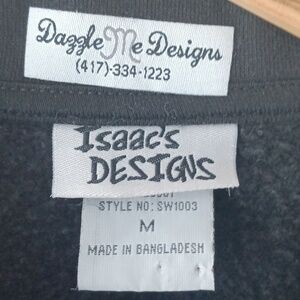 Dazzle Me Designs
(417)-334-1223
Isaac's
DESIGNS
STYLE NO: SW1003
M
MADE IN BANGLADESH